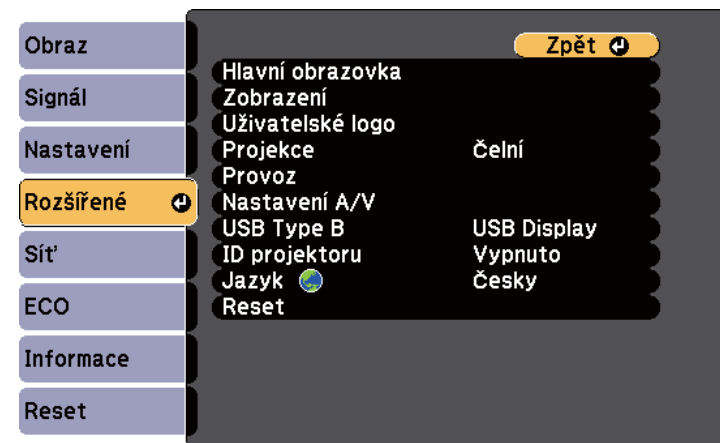 Obraz
Signál
Nastavení
Rozšířené
Síť
ECO
Informace
Reset
Zpět
Hlavní obrazovka
Zobrazení
Uživatelské logo
Projekce Čelní
Provoz
Nastavení A/V
USB Type B USB Display
ID projektoru Vypnuto
Jazyk Česky
Reset